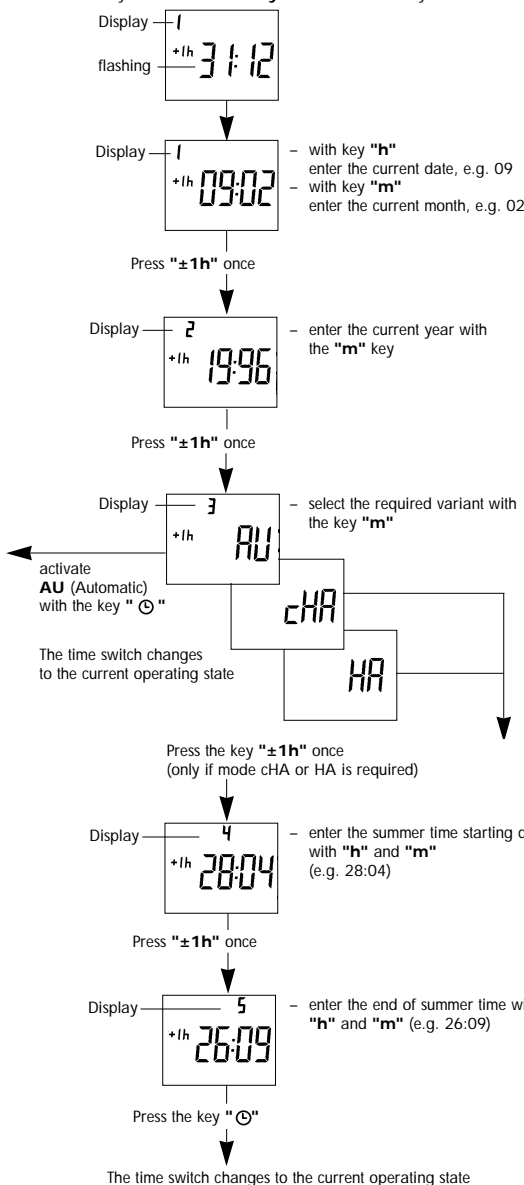 Display
1
+1h
31:12
flashing
Display
1
+1h
09:02
– with key "h"
enter the current date, e.g. 09
– with key "m"
enter the current month, e.g. 02
Press "±1h" once
Display
2
+1h
19:96
– enter the current year with
the "m" key
Press "±1h" once
Display
3
+1h
AU
– select the required variant with
the key "m"
cHA
HA
activate
AU (Automatic)
with the key " "
The time switch changes
to the current operating state
Press the key "±1h" once
(only if mode cHA or HA is required)
Display
4
+1h
28:04
– enter the summer time starting
with "h" and "m"
(e.g. 28:04)
Press "±1h" once
Display
5
+1h
26:09
– enter the end of summer time
"h" and "m" (e.g. 26:09)
Press the key " "
The time switch changes to the current operating state